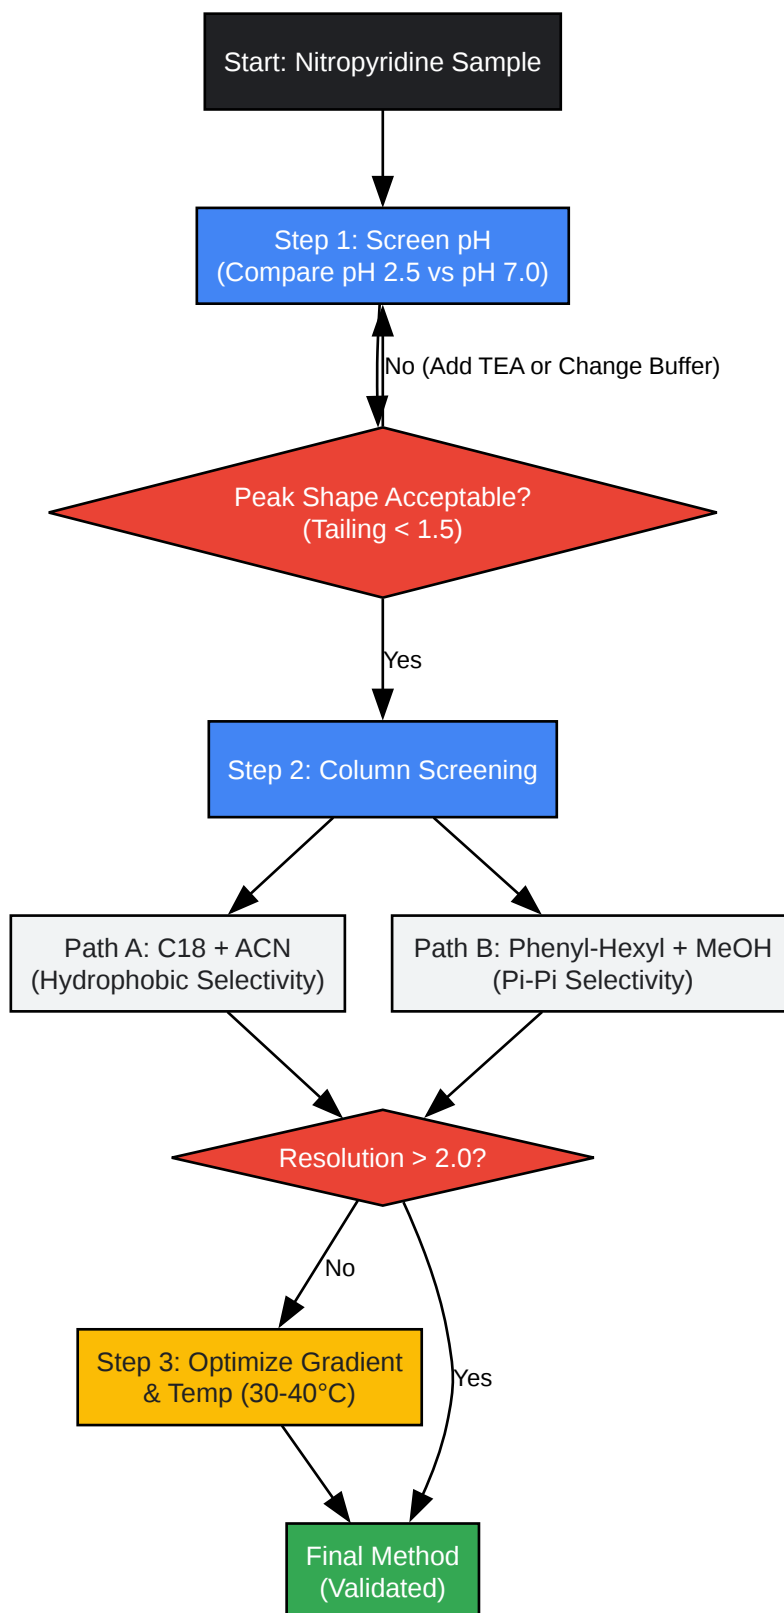 Start: Nitropyridine Sample
Step 1: Screen pH
(Compare pH 2.5 vs pH 7.0)
No (Add TEA or Change Buffer)
Peak Shape Acceptable?
(Tailing < 1.5)
Yes
Step 2: Column Screening
Path A: C18 + ACN
(Hydrophobic Selectivity)
Path B: Phenyl-Hexyl + MeOH
(Pi-Pi Selectivity)
Resolution > 2.0?
No
Step 3: Optimize Gradient
& Temp (30-40°C)
Yes
Final Method
(Validated)